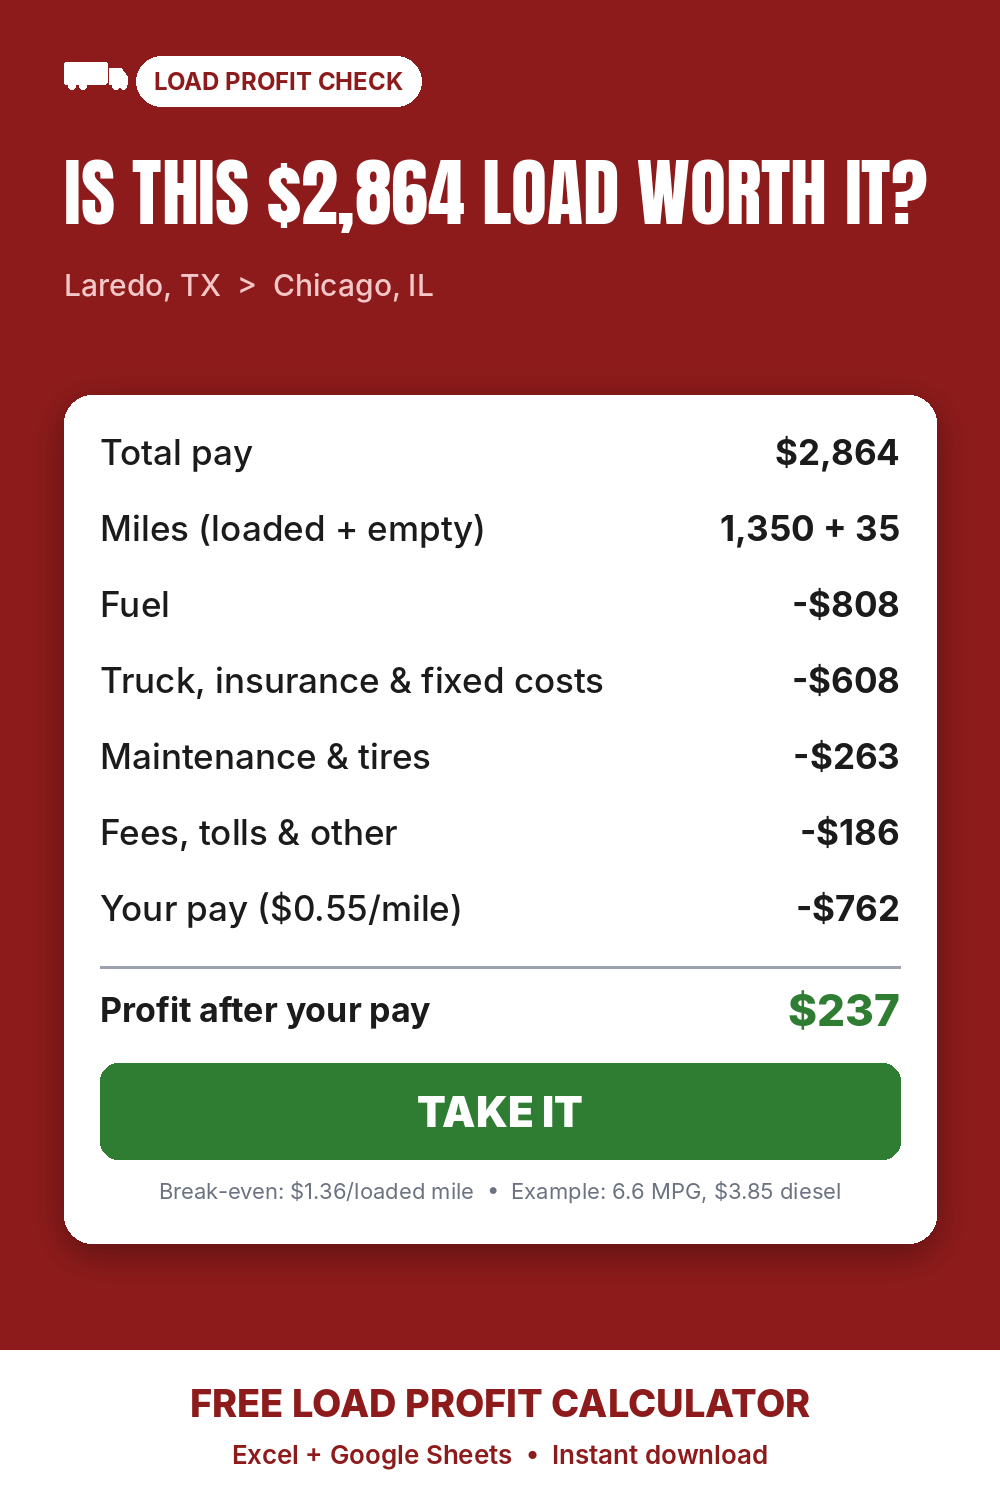 LOAD PROFIT CHECK
IS THIS $2,864 LOAD WORTH IT?
Laredo, TX > Chicago, IL
Total pay $2,864
Miles (loaded + empty) 1,350 + 35
Fuel -$808
Truck, insurance & fixed costs -$608
Maintenance & tires -$263
Fees, tolls & other -$186
Your pay ($0.55/mile) -$762
Profit after your pay $237
TAKE IT
Break-even: $1.36/loaded mile • Example: 6.6 MPG, $3.85 diesel
FREE LOAD PROFIT CALCULATOR
Excel + Google Sheets • Instant download